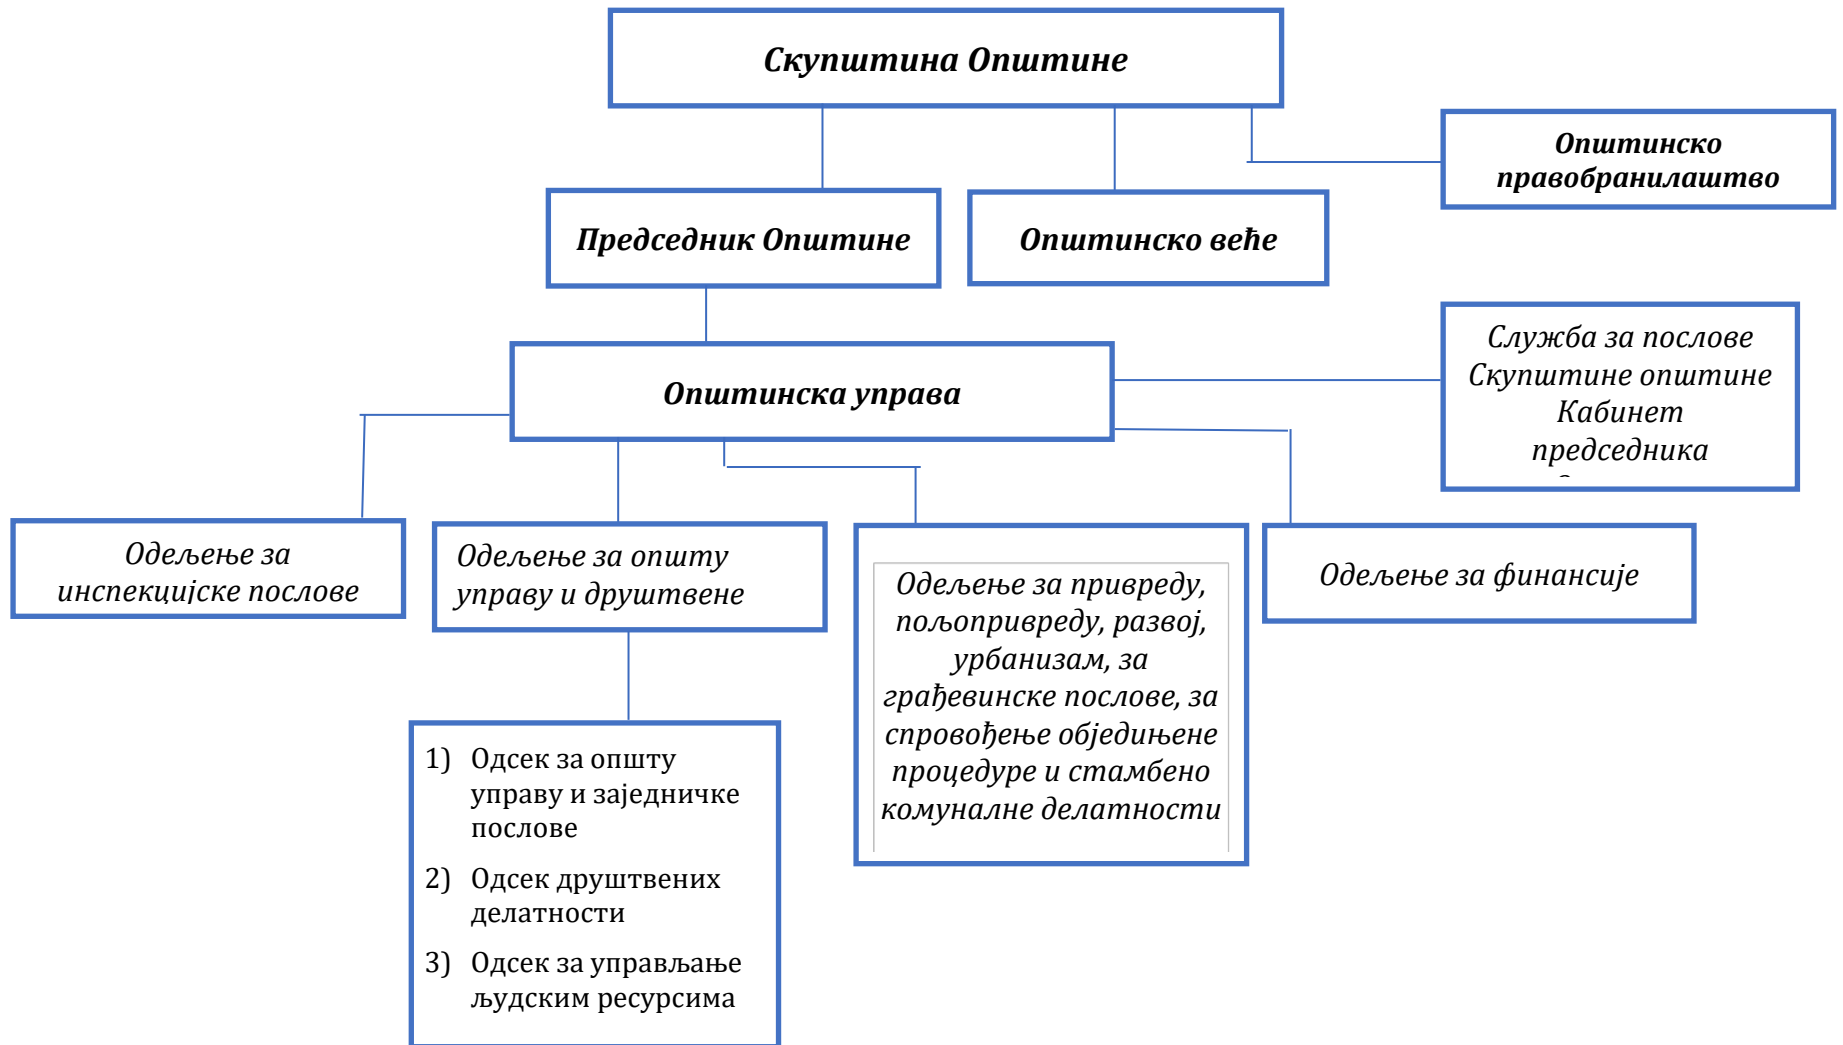 Скупштина Општине
Општинско
правобранилаштво
Председник Општине
Општинско веће
Служба за послове
Скупштине општине
Кабинет
председника
Општинска управа
Одељење за
инспекцијске послове
Одељење за општу
управу и друштвене
Одељење за привреду,
пољопривреду, развој,
урбанизам, за
грађевинске послове, за
спровођење обједињене
процедуре и стамбено
комуналне делатности
Одељење за финансије
1) Одсек за општу
управу и заједничке
послове
2) Одсек друштвених
делатности
3) Одсек за управљање
људским ресурсима